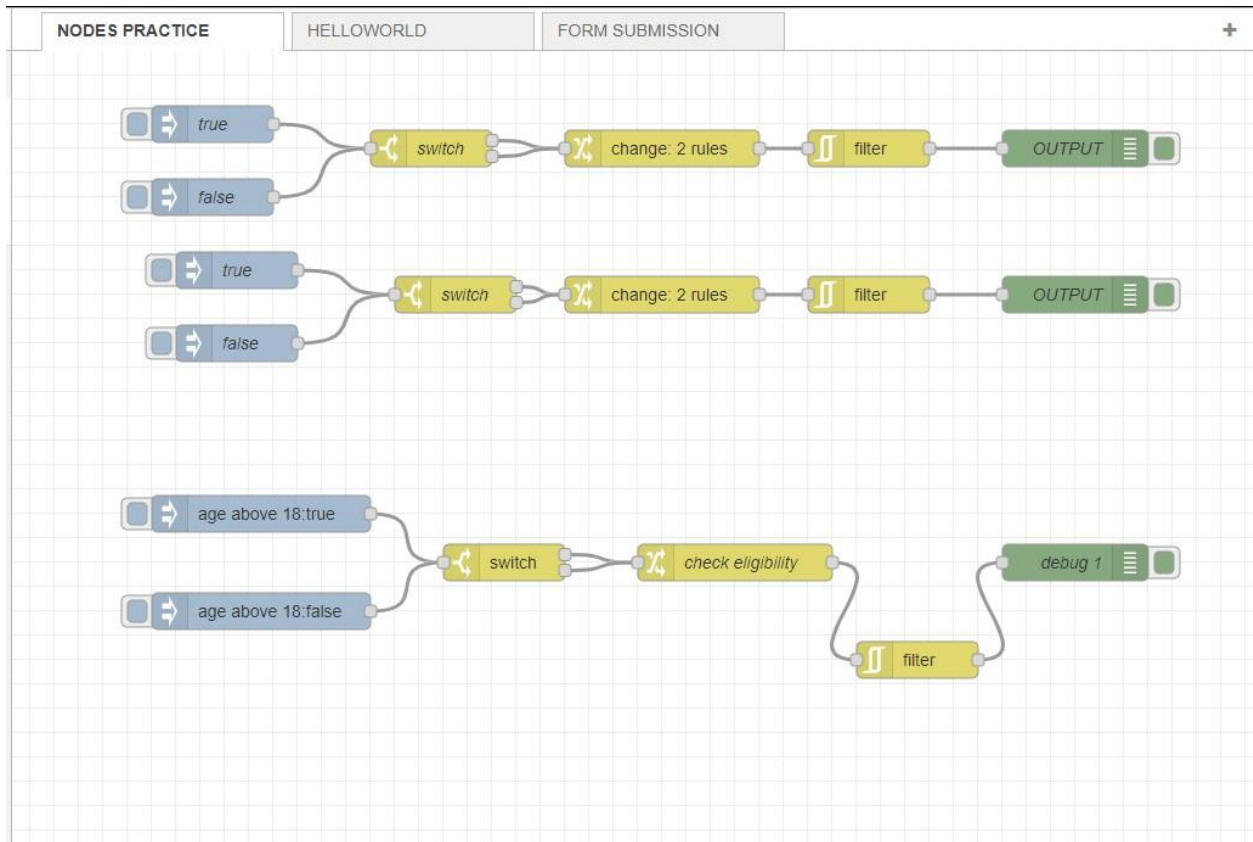 NODES PRACTICE
HELLOWORLD
FORM SUBMISSION
true
switch
change: 2 rules
filter
OUTPUT
false
true
switch
change: 2 rules
filter
OUTPUT
false
age above 18:true
switch
check eligibility
debug 1
age above 18:false
filter